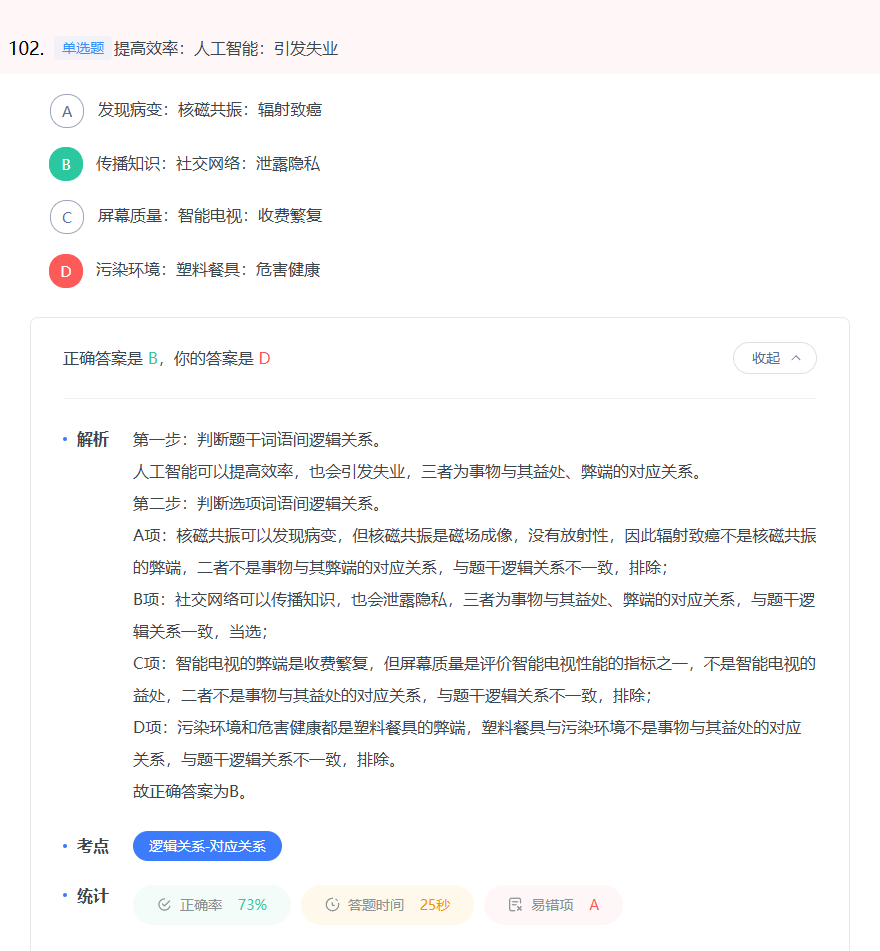 102. 单选题 提高效率：人工智能：引发失业
A 发现病变：核磁共振：辐射致癌
B 传播知识：社交网络：泄露隐私
C 屏幕质量：智能电视：收费繁复
D 污染环境：塑料餐具：危害健康
正确答案是 B，你的答案是 D 收起
解析 第一步：判断题干词语间逻辑关系。
人工智能可以提高效率，也会引发失业，三者为事物与其益处、弊端的对应关系。
第二步：判断选项词语间逻辑关系。
A项：核磁共振可以发现病变，但核磁共振是磁场成像，没有放射性，因此辐射致癌不是核磁共振
的弊端，二者不是事物与其弊端的对应关系，与题干逻辑关系不一致，排除；
B项：社交网络可以传播知识，也会泄露隐私，三者为事物与其益处、弊端的对应关系，与题干逻
辑关系一致，当选；
C项：智能电视的弊端是收费繁复，但屏幕质量是评价智能电视性能的指标之一，不是智能电视的
益处，二者不是事物与其益处的对应关系，与题干逻辑关系不一致，排除；
D项：污染环境和危害健康都是塑料餐具的弊端，塑料餐具与污染环境不是事物与其益处的对应
关系，与题干逻辑关系不一致，排除。
故正确答案为B。
考点 逻辑关系-对应关系
统计 正确率 73% 答题时间 25秒 易错项 A